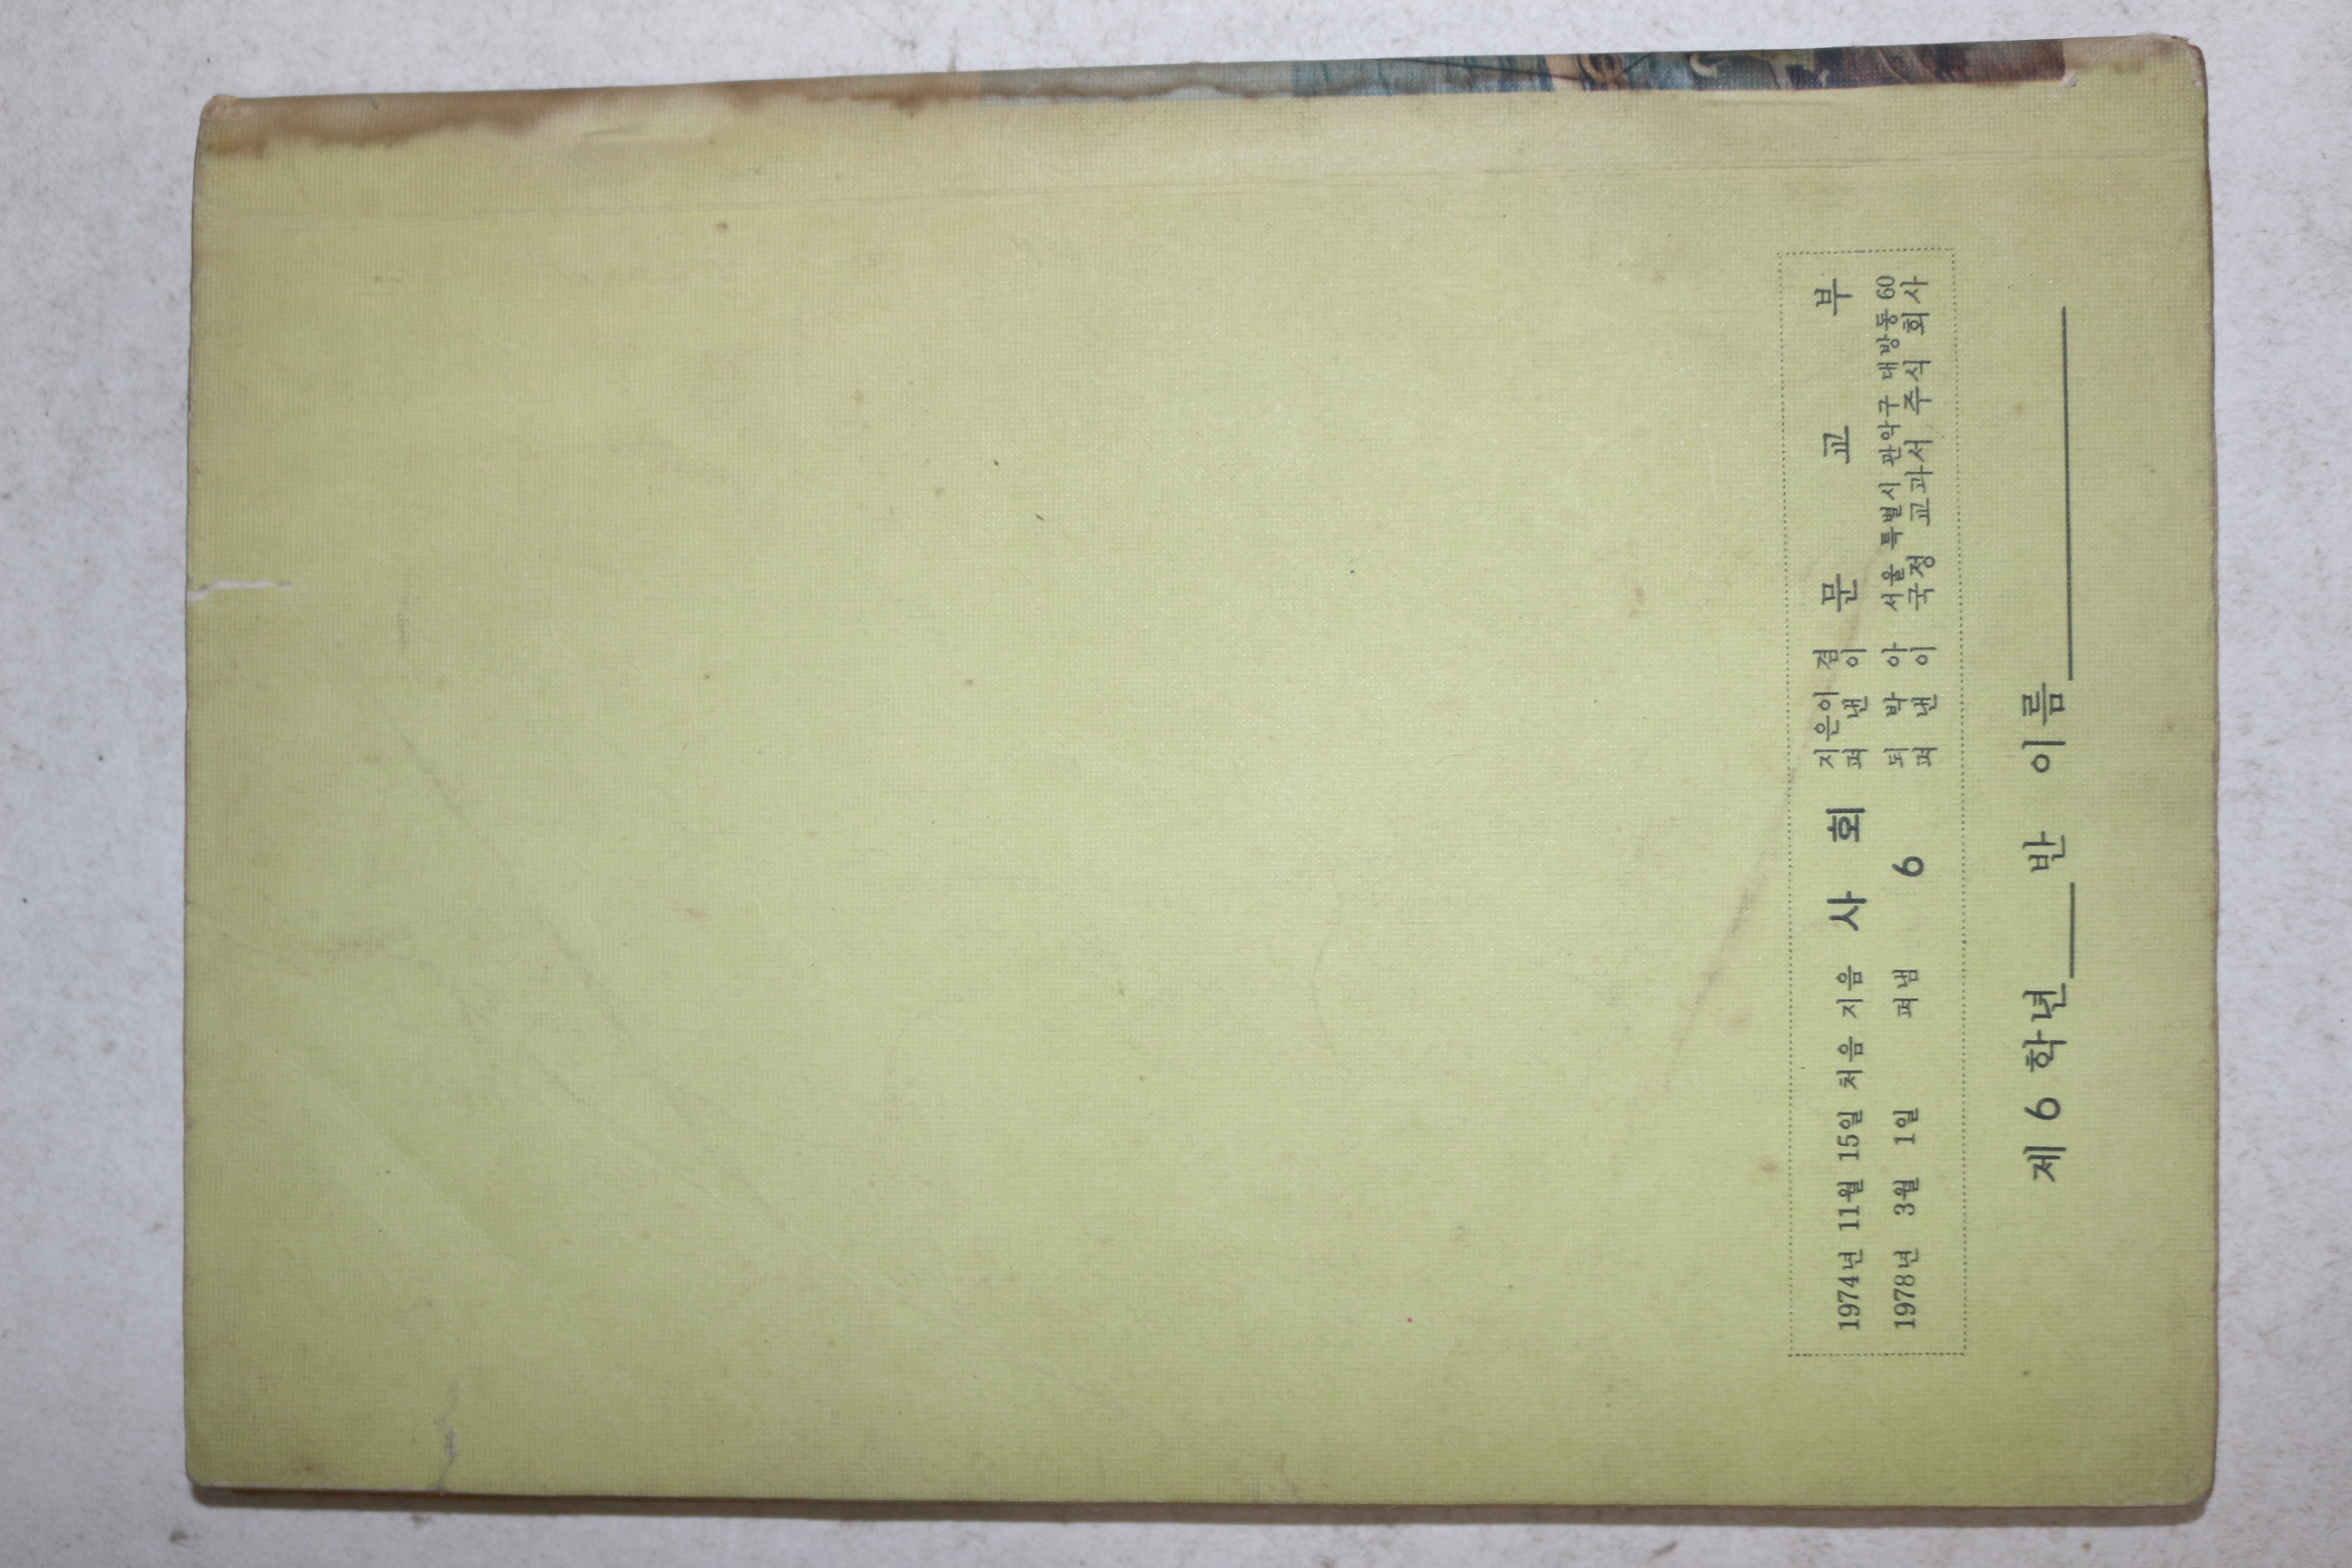 1974년 11월 15일 처음 지음
1978년 3월 1일 펴냄
사 회
6
지은이 겸 문 교 부
펴 낸 이
되 박 아 서울 특별시 관악구 대방동 60
펴 낸 이 국정 교과서 주식 회사
제 6 학년 반 이름